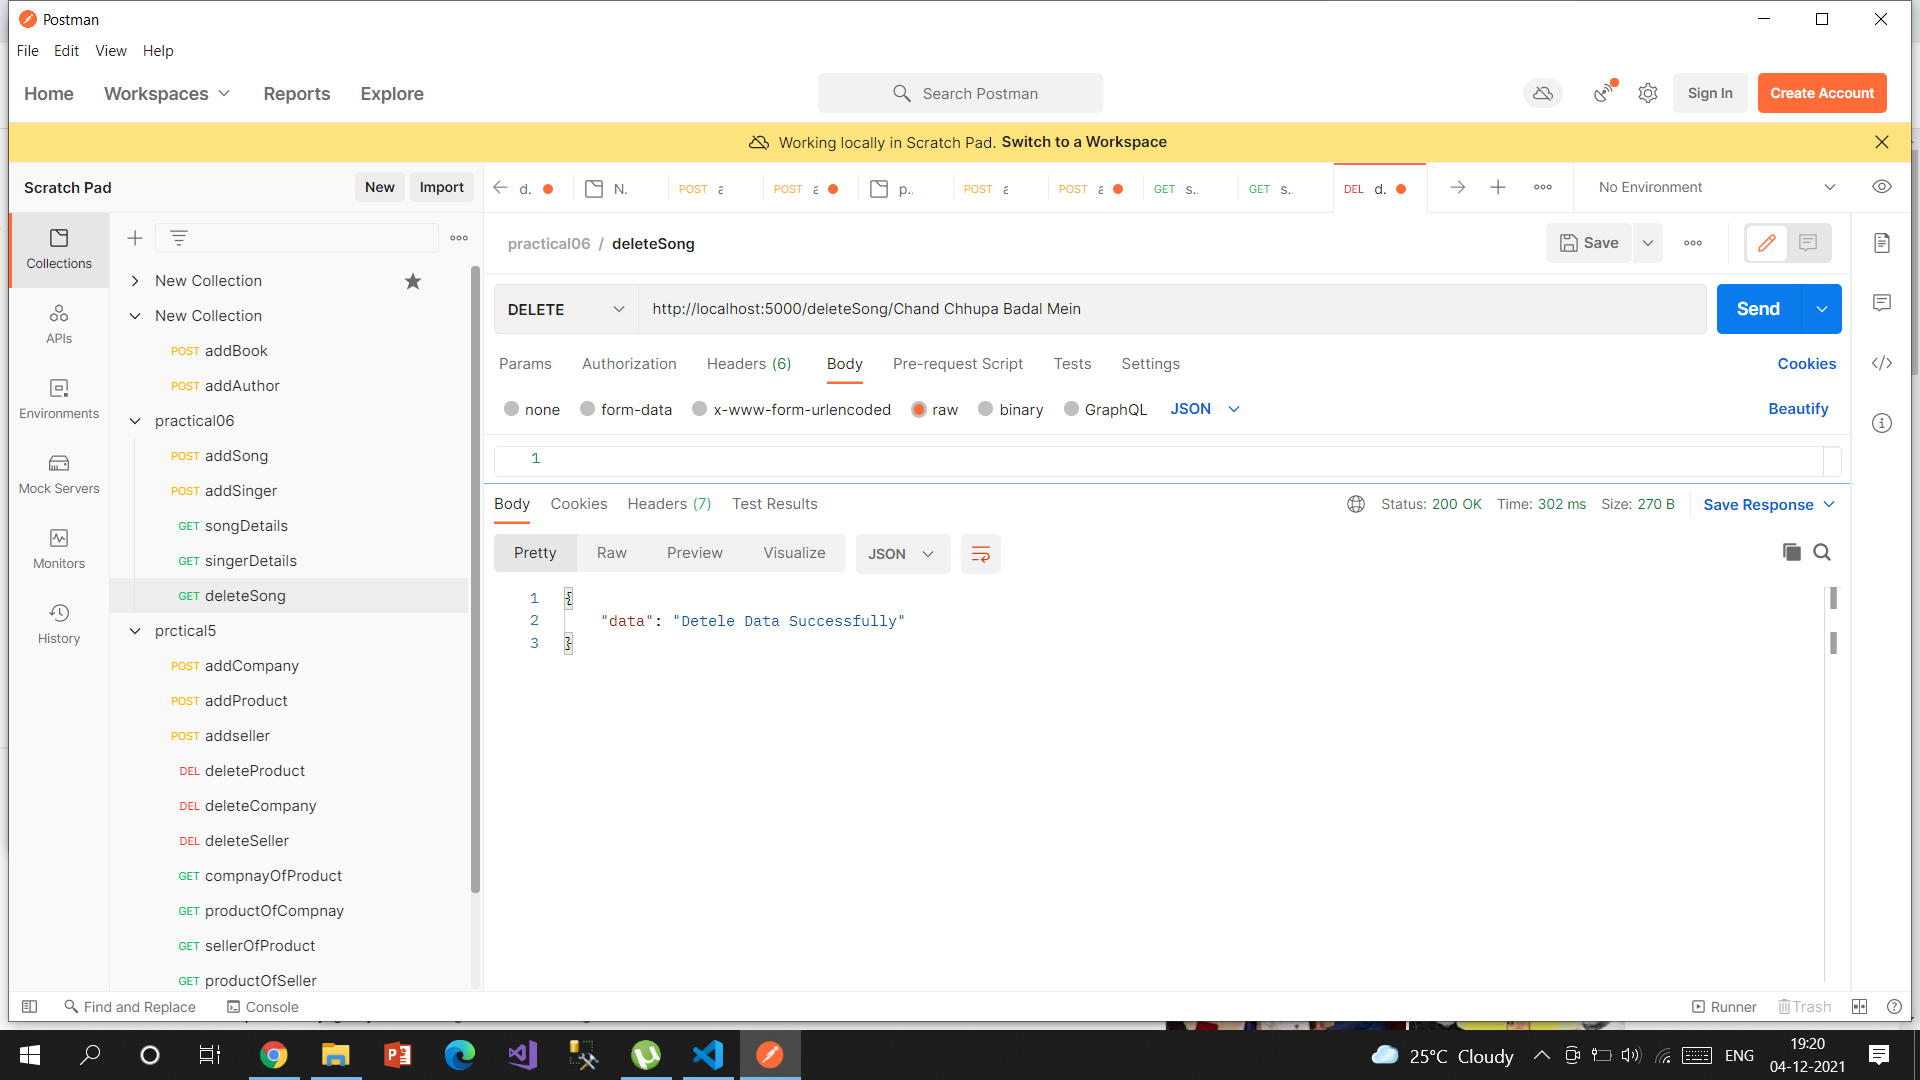 Postman
File Edit View Help
Home Workspaces Reports Explore
Search Postman
Sign In
Create Account
Working locally in Scratch Pad. Switch to a Workspace
Scratch Pad
New
Import
d.
N.
POST a
POST a
p..
POST a
POST a
GET s..
GET s..
DEL d.
No Environment
Collections
APIs
Environments
Mock Servers
Monitors
History
New Collection
New Collection
POST addBook
POST addAuthor
practical06
POST addSong
POST addSinger
GET songDetails
GET singerDetails
GET deleteSong
prctical5
POST addCompany
POST addProduct
POST addseller
DEL deleteProduct
DEL deleteCompany
DEL deleteSeller
GET compnayOfProduct
GET productOfCompnay
GET sellerOfProduct
GET productOfSeller
practical06 / deleteSong
Save
DELETE
http://localhost:5000/deleteSong/Chand Chhupa Badal Mein
Send
Params Authorization Headers (6) Body Pre-request Script Tests Settings
Cookies
none form-data x-www-form-urlencoded raw binary GraphQL JSON
Beautify
1
Body Cookies Headers (7) Test Results
Status: 200 OK Time: 302 ms Size: 270 B
Save Response
Pretty Raw Preview Visualize JSON
1 {
2 "data": "Detele Data Successfully"
3 }
Find and Replace
Console
Runner
Trash
25°C Cloudy
ENG
19:20
04-12-2021